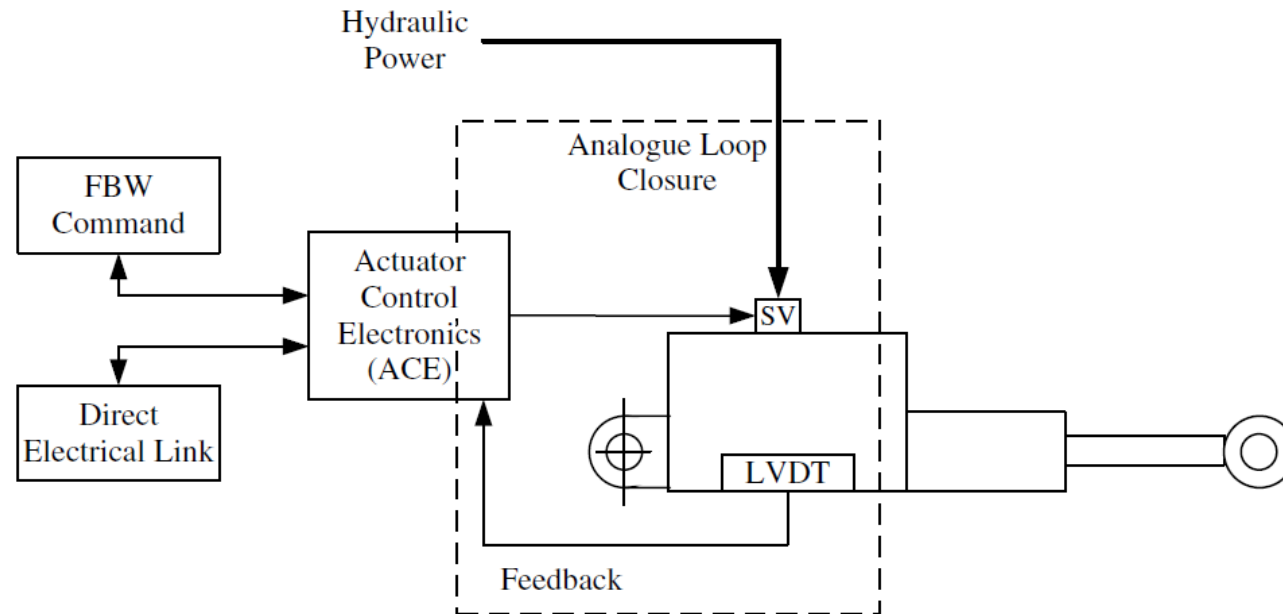 Hydraulic
Power
Analogue Loop
Closure
FBW
Command
Actuator
Control
Electronics
(ACE)
SV
Direct
Electrical Link
LVDT
Feedback